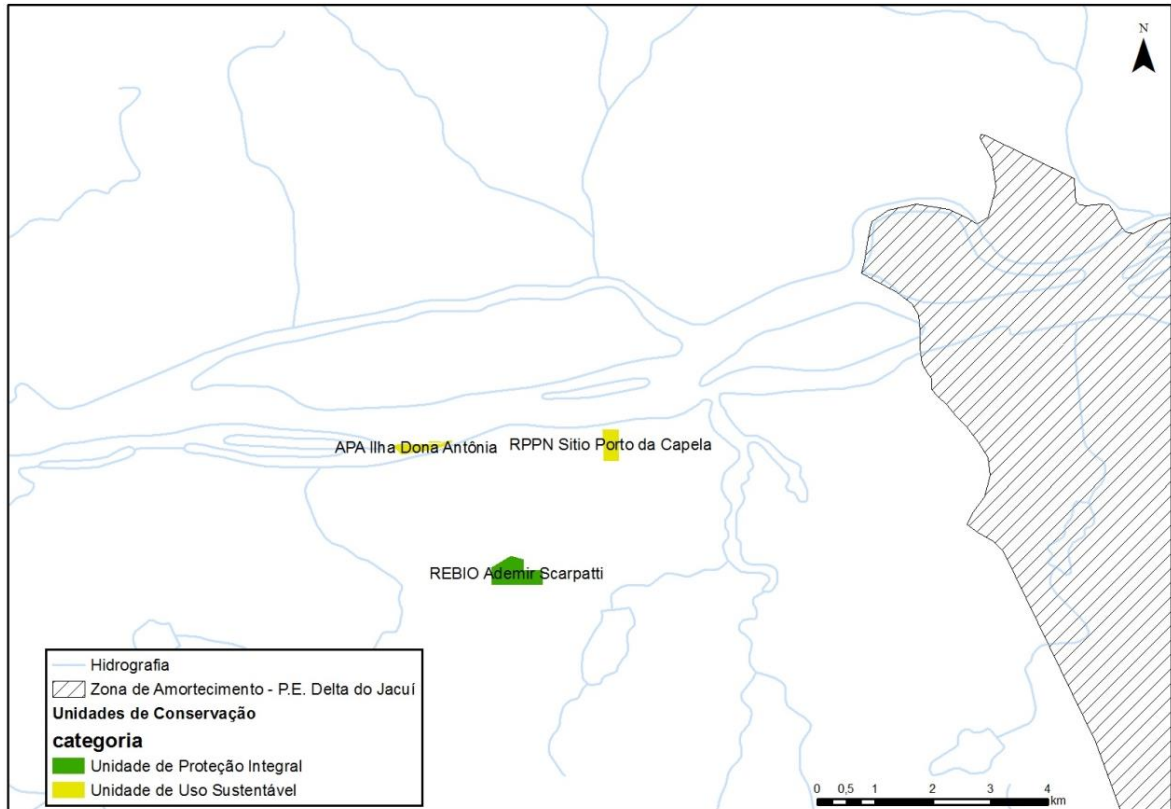 N
APA Ilha Dona Antônia
RPPN Sitio Porto da Capela
REBIO Ademir Scarpatti
Hidrografia
Zona de Amortecimento - P.E. Delta do Jacuí
Unidades de Conservação
categoria
Unidade de Proteção Integral
Unidade de Uso Sustentável
0 0,5 1 2 3 4
km